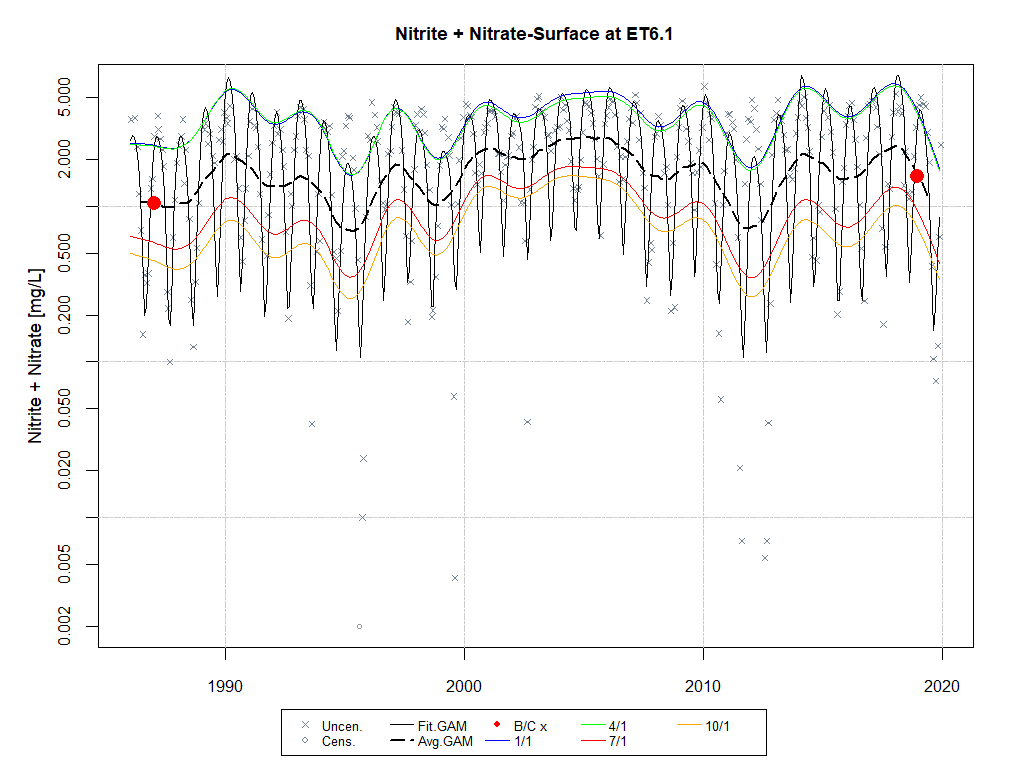 Nitrite + Nitrate-Surface at ET6.1
Nitrite + Nitrate [mg/L]
5.000
2.000
0.500
0.200
0.050
0.020
0.005
0.002
1990 2000 2010 2020
Uncen. Fit.GAM B/C x 4/1 10/1
Cens. Avg.GAM 1/1 7/1